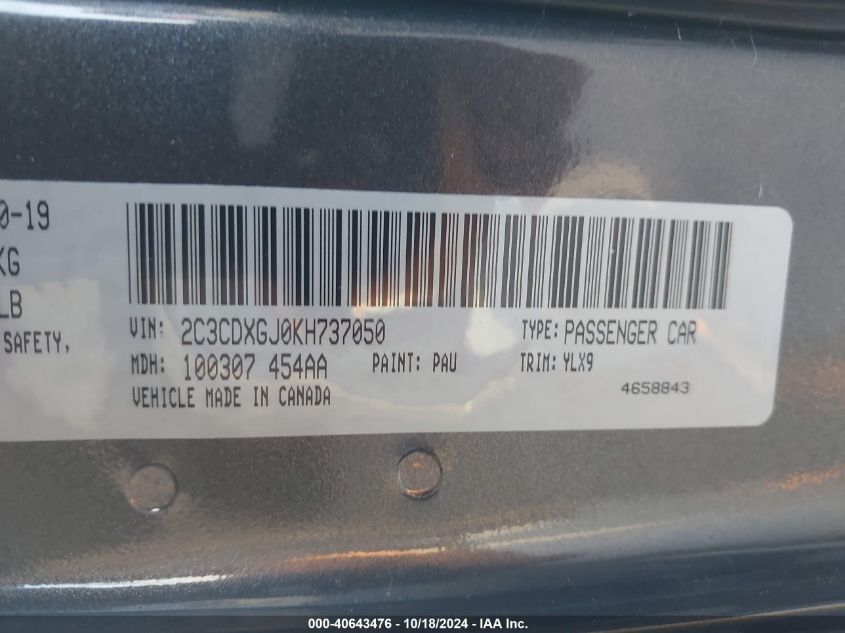 0-19
KG
LB
SAFETY,
VIN: 2C3CDXGJ0KH737050 TYPE: PASSENGER CAR
MDH: 100307 454AA PAINT: PAU TRIM: YLX9
VEHICLE MADE IN CANADA 4658843
000-40643476 - 10/18/2024 - IAA Inc.